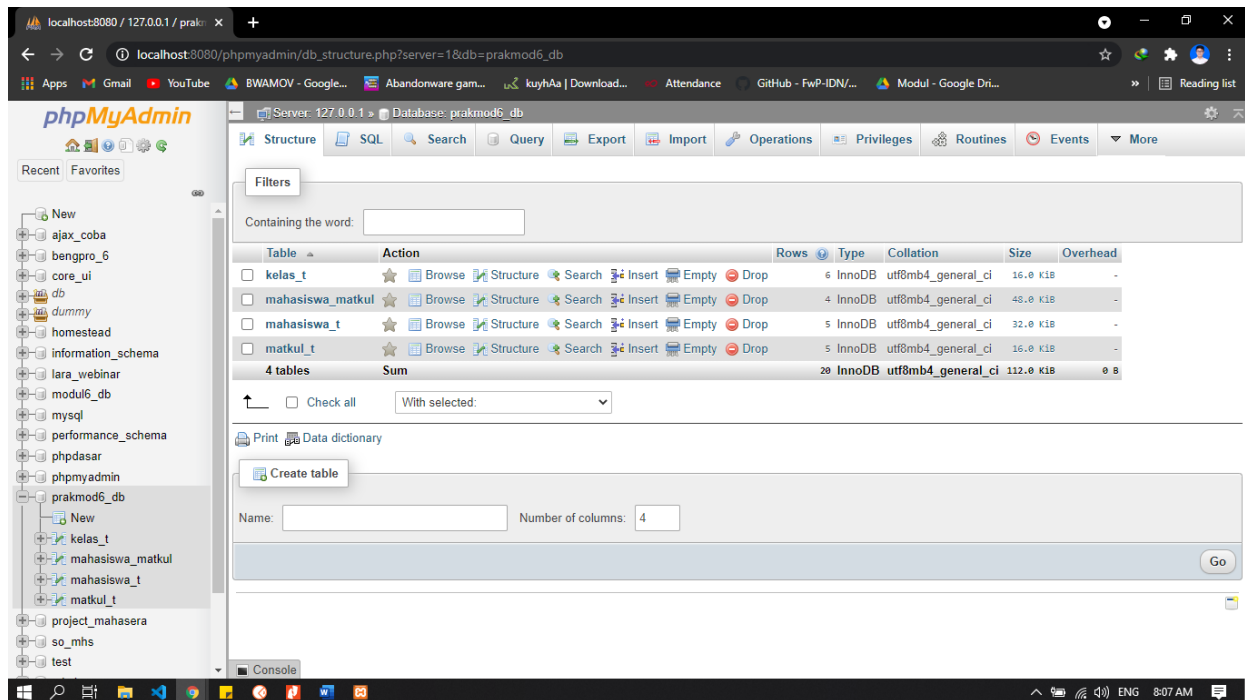 localhost:8080 / 127.0.0.1 / prakm
localhost:8080/phpmyadmin/db_structure.php?server=1&db=prakmod6_db
Apps Gmail YouTube BWAMOV - Google... Abandonware gam... kuyhAa | Download... Attendance GitHub - FwP-IDN/... Modul - Google Dri... » Reading list
phpMyAdmin
Recent Favorites
New
ajax_coba
bengpro_6
core_ui
db
dummy
homestead
information_schema
lara_webinar
modul6_db
mysql
performance_schema
phpdasar
phpmyadmin
prakmod6_db
New
kelas_t
mahasiswa_matkul
mahasiswa_t
matkul_t
project_mahasera
so_mhs
test
Server: 127.0.0.1 » Database: prakmod6_db
Structure SQL Search Query Export Import Operations Privileges Routines Events More
Filters
Containing the word:
Table Action Rows Type Collation Size Overhead
kelas_t Browse Structure Search Insert Empty Drop 6 InnoDB utf8mb4_general_ci 16.0 KiB -
mahasiswa_matkul Browse Structure Search Insert Empty Drop 4 InnoDB utf8mb4_general_ci 48.0 KiB -
mahasiswa_t Browse Structure Search Insert Empty Drop 5 InnoDB utf8mb4_general_ci 32.0 KiB -
matkul_t Browse Structure Search Insert Empty Drop 5 InnoDB utf8mb4_general_ci 16.0 KiB -
4 tables Sum 20 InnoDB utf8mb4_general_ci 112.0 KiB 0 B
Check all With selected:
Print Data dictionary
Create table
Name: Number of columns: 4
Go
Console
ENG 8:07 AM